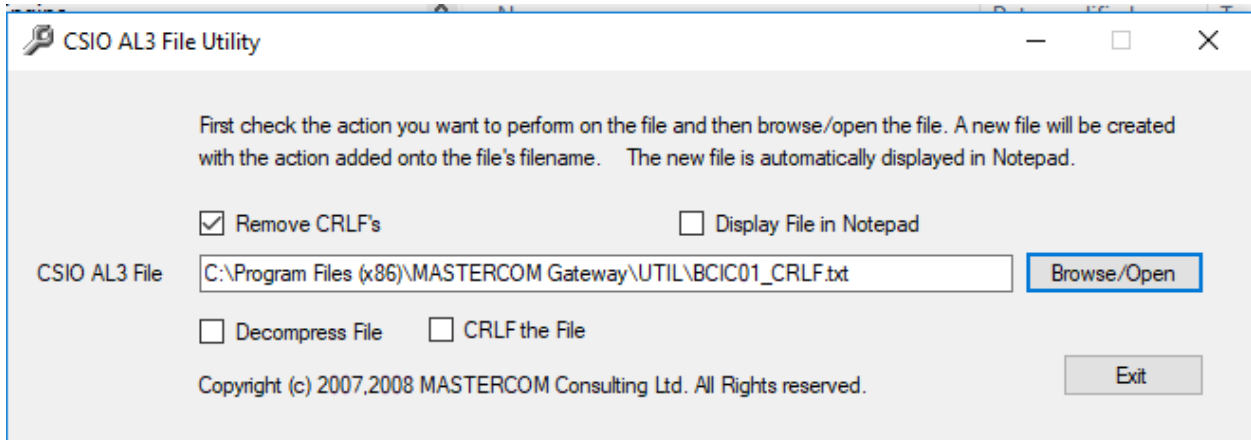 CSIO AL3 File Utility
First check the action you want to perform on the file and then browse/open the file. A new file will be created
with the action added onto the file's filename. The new file is automatically displayed in Notepad.
Remove CRLF's Display File in Notepad
CSIO AL3 File C:\Program Files (x86)\MASTERCOM Gateway\UTIL\BCIC01_CRLF.txt Browse/Open
Decompress File CRLF the File
Copyright (c) 2007,2008 MASTERCOM Consulting Ltd. All Rights reserved. Exit